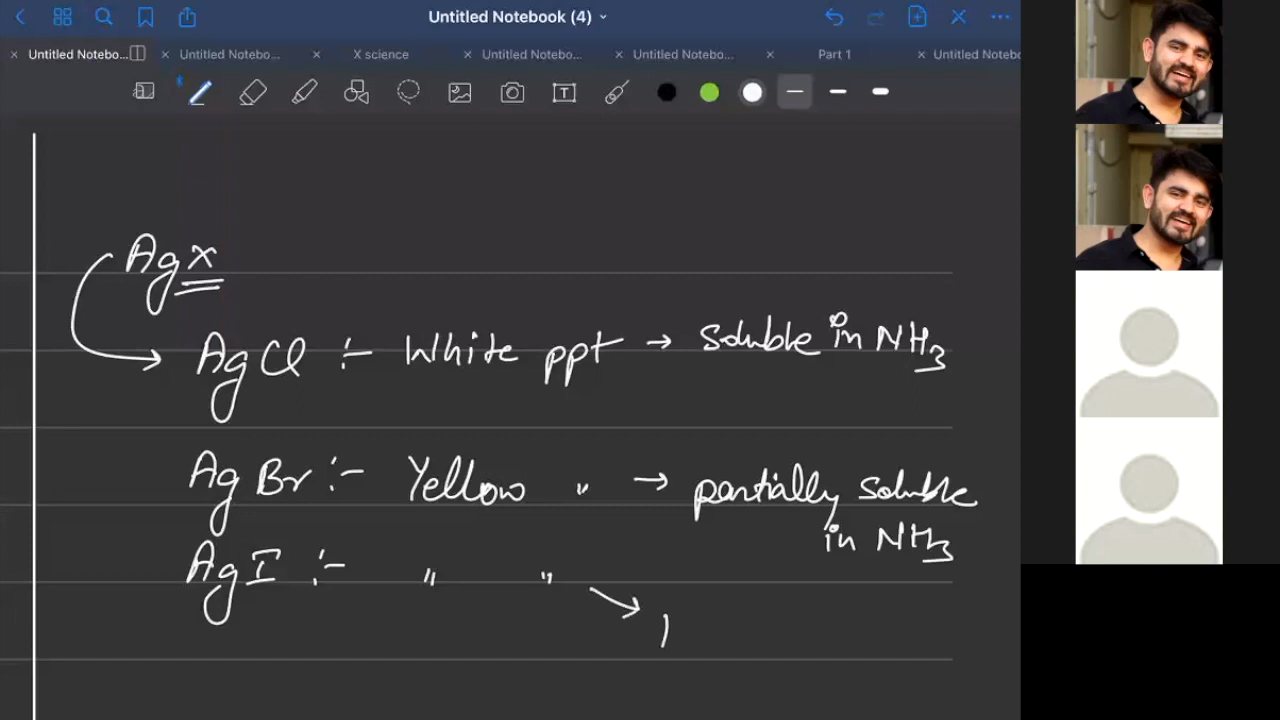 Untitled Notebook (4)
Untitled Notebo...
Untitled Notebo...
X science
Untitled Notebo...
Untitled Notebo...
Part 1
Untitled Notebo
T
AgX
AgCl :- White ppt → soluble in NH3
AgBr :- Yellow " → partially soluble
in NH3
AgI :- " "